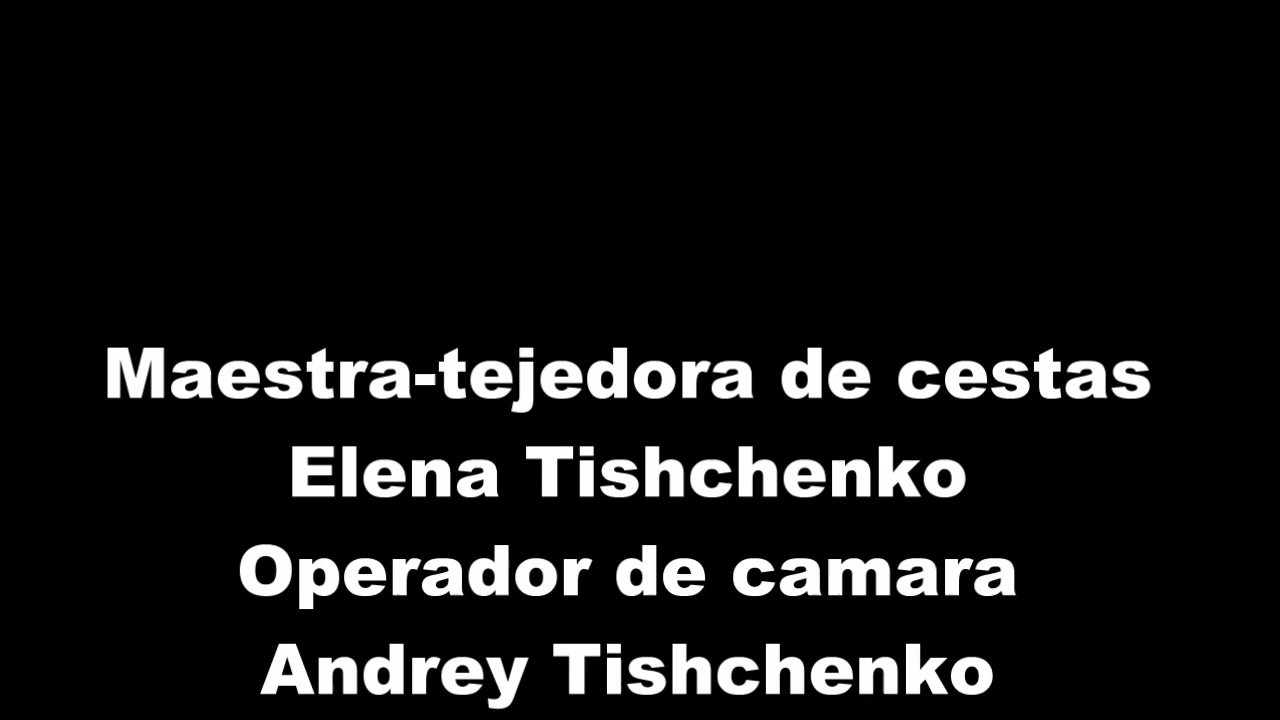 Maestra-tejedora de cestas
Elena Tishchenko
Operador de camara
Andrey Tishchenko